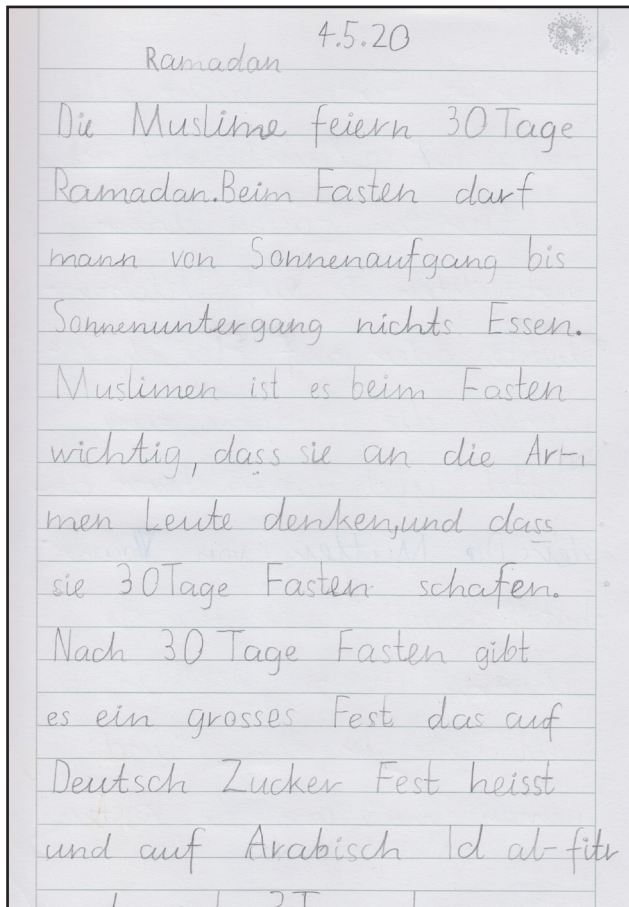 4.5.20
Ramadan
Die Muslime feiern 30 Tage
Ramadan. Beim Fasten darf
mann von Sonnenaufgang bis
Sonnenuntergang nichts Essen.
Muslimen ist es beim Fasten
wichtig, dass sie an die Ar-
men Leute denken, und dass
sie 30 Tage Fasten schafen.
Nach 30 Tage Fasten gibt
es ein grosses Fest das auf
Deutsch Zucker Fest heisst
und auf Arabisch Id al-fitr